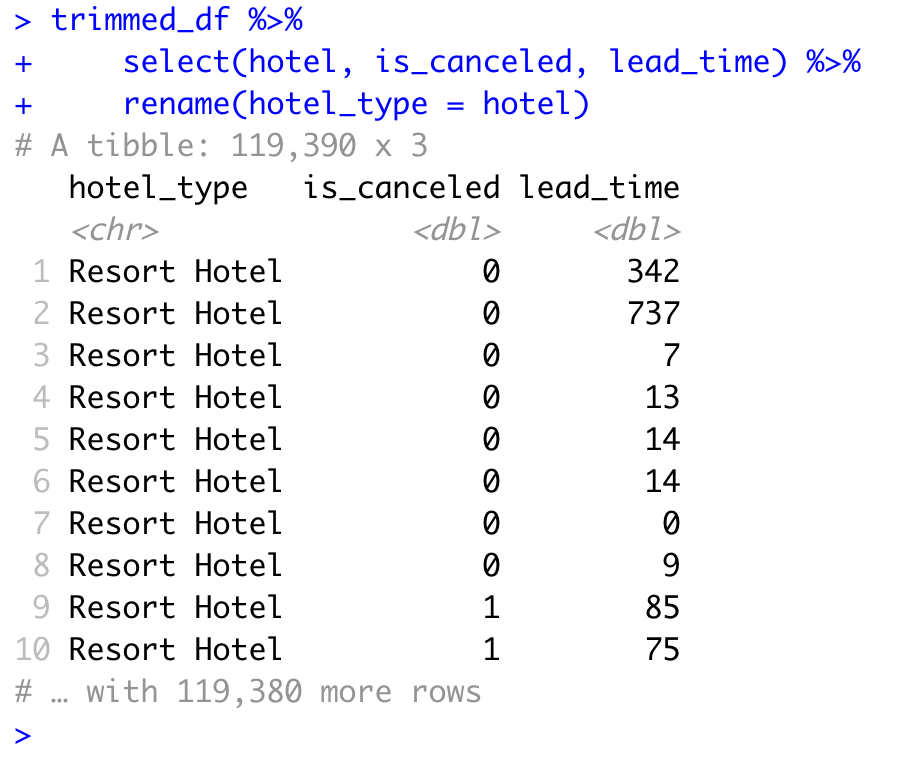 > trimmed_df %>%
+     select(hotel, is_canceled, lead_time) %>%
+     rename(hotel_type = hotel)
# A tibble: 119,390 x 3
   hotel_type   is_canceled lead_time
   <chr>              <dbl>     <dbl>
 1 Resort Hotel           0       342
 2 Resort Hotel           0       737
 3 Resort Hotel           0         7
 4 Resort Hotel           0        13
 5 Resort Hotel           0        14
 6 Resort Hotel           0        14
 7 Resort Hotel           0         0
 8 Resort Hotel           0         9
 9 Resort Hotel           1        85
10 Resort Hotel           1        75
# … with 119,380 more rows
>